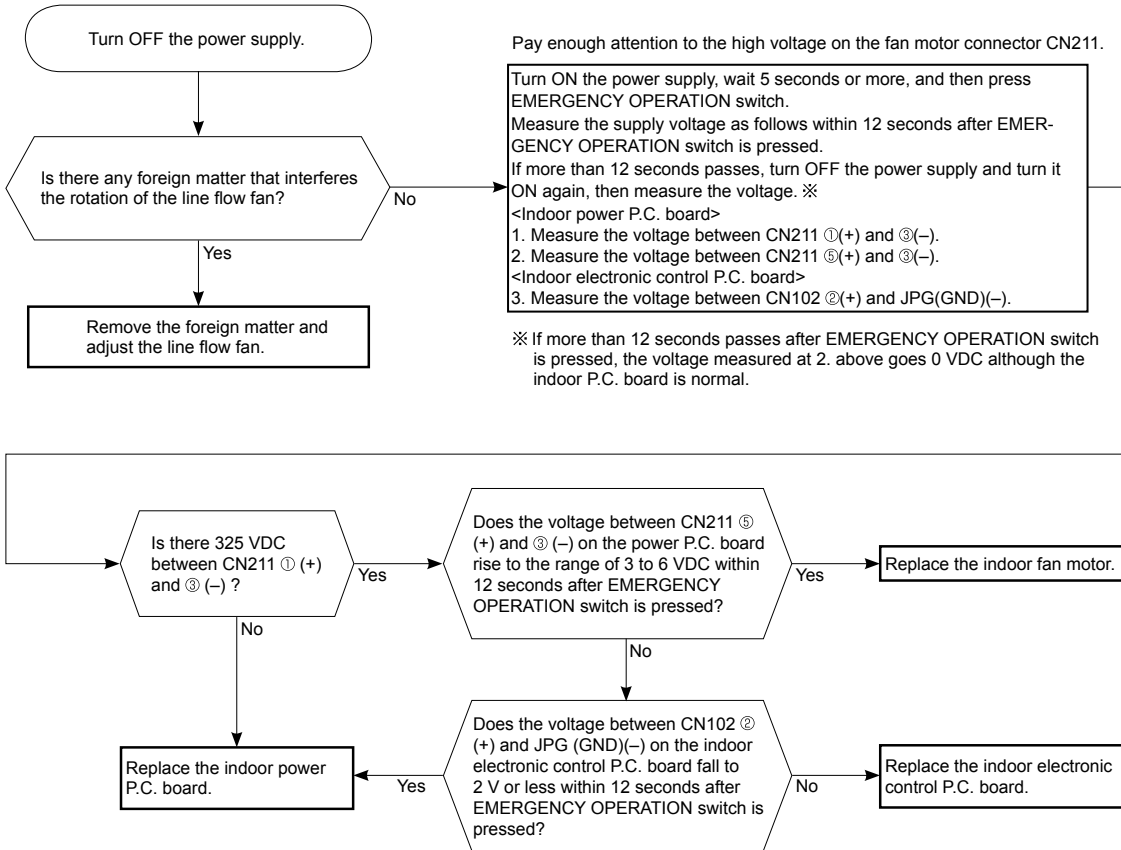 Turn OFF the power supply.
Is there any foreign matter that interferes
the rotation of the line flow fan?
No
Yes
Remove the foreign matter and
adjust the line flow fan.
Pay enough attention to the high voltage on the fan motor connector CN211.
Turn ON the power supply, wait 5 seconds or more, and then press
EMERGENCY OPERATION switch.
Measure the supply voltage as follows within 12 seconds after EMER-
GENCY OPERATION switch is pressed.
If more than 12 seconds passes, turn OFF the power supply and turn it
ON again, then measure the voltage. ※
<Indoor power P.C. board>
1. Measure the voltage between CN211 ①(+) and ③(–).
2. Measure the voltage between CN211 ⑤(+) and ③(–).
<Indoor electronic control P.C. board>
3. Measure the voltage between CN102 ②(+) and JPG(GND)(–).
※ If more than 12 seconds passes after EMERGENCY OPERATION switch
is pressed, the voltage measured at 2. above goes 0 VDC although the
indoor P.C. board is normal.
Is there 325 VDC
between CN211 ① (+)
and ③ (–) ?
Yes
No
Does the voltage between CN211 ⑤
(+) and ③ (–) on the power P.C. board
rise to the range of 3 to 6 VDC within
12 seconds after EMERGENCY
OPERATION switch is pressed?
Yes
Replace the indoor fan motor.
No
Does the voltage between CN102 ②
(+) and JPG (GND)(–) on the indoor
electronic control P.C. board fall to
2 V or less within 12 seconds after
EMERGENCY OPERATION switch is
pressed?
Yes
Replace the indoor power
P.C. board.
No
Replace the indoor electronic
control P.C. board.